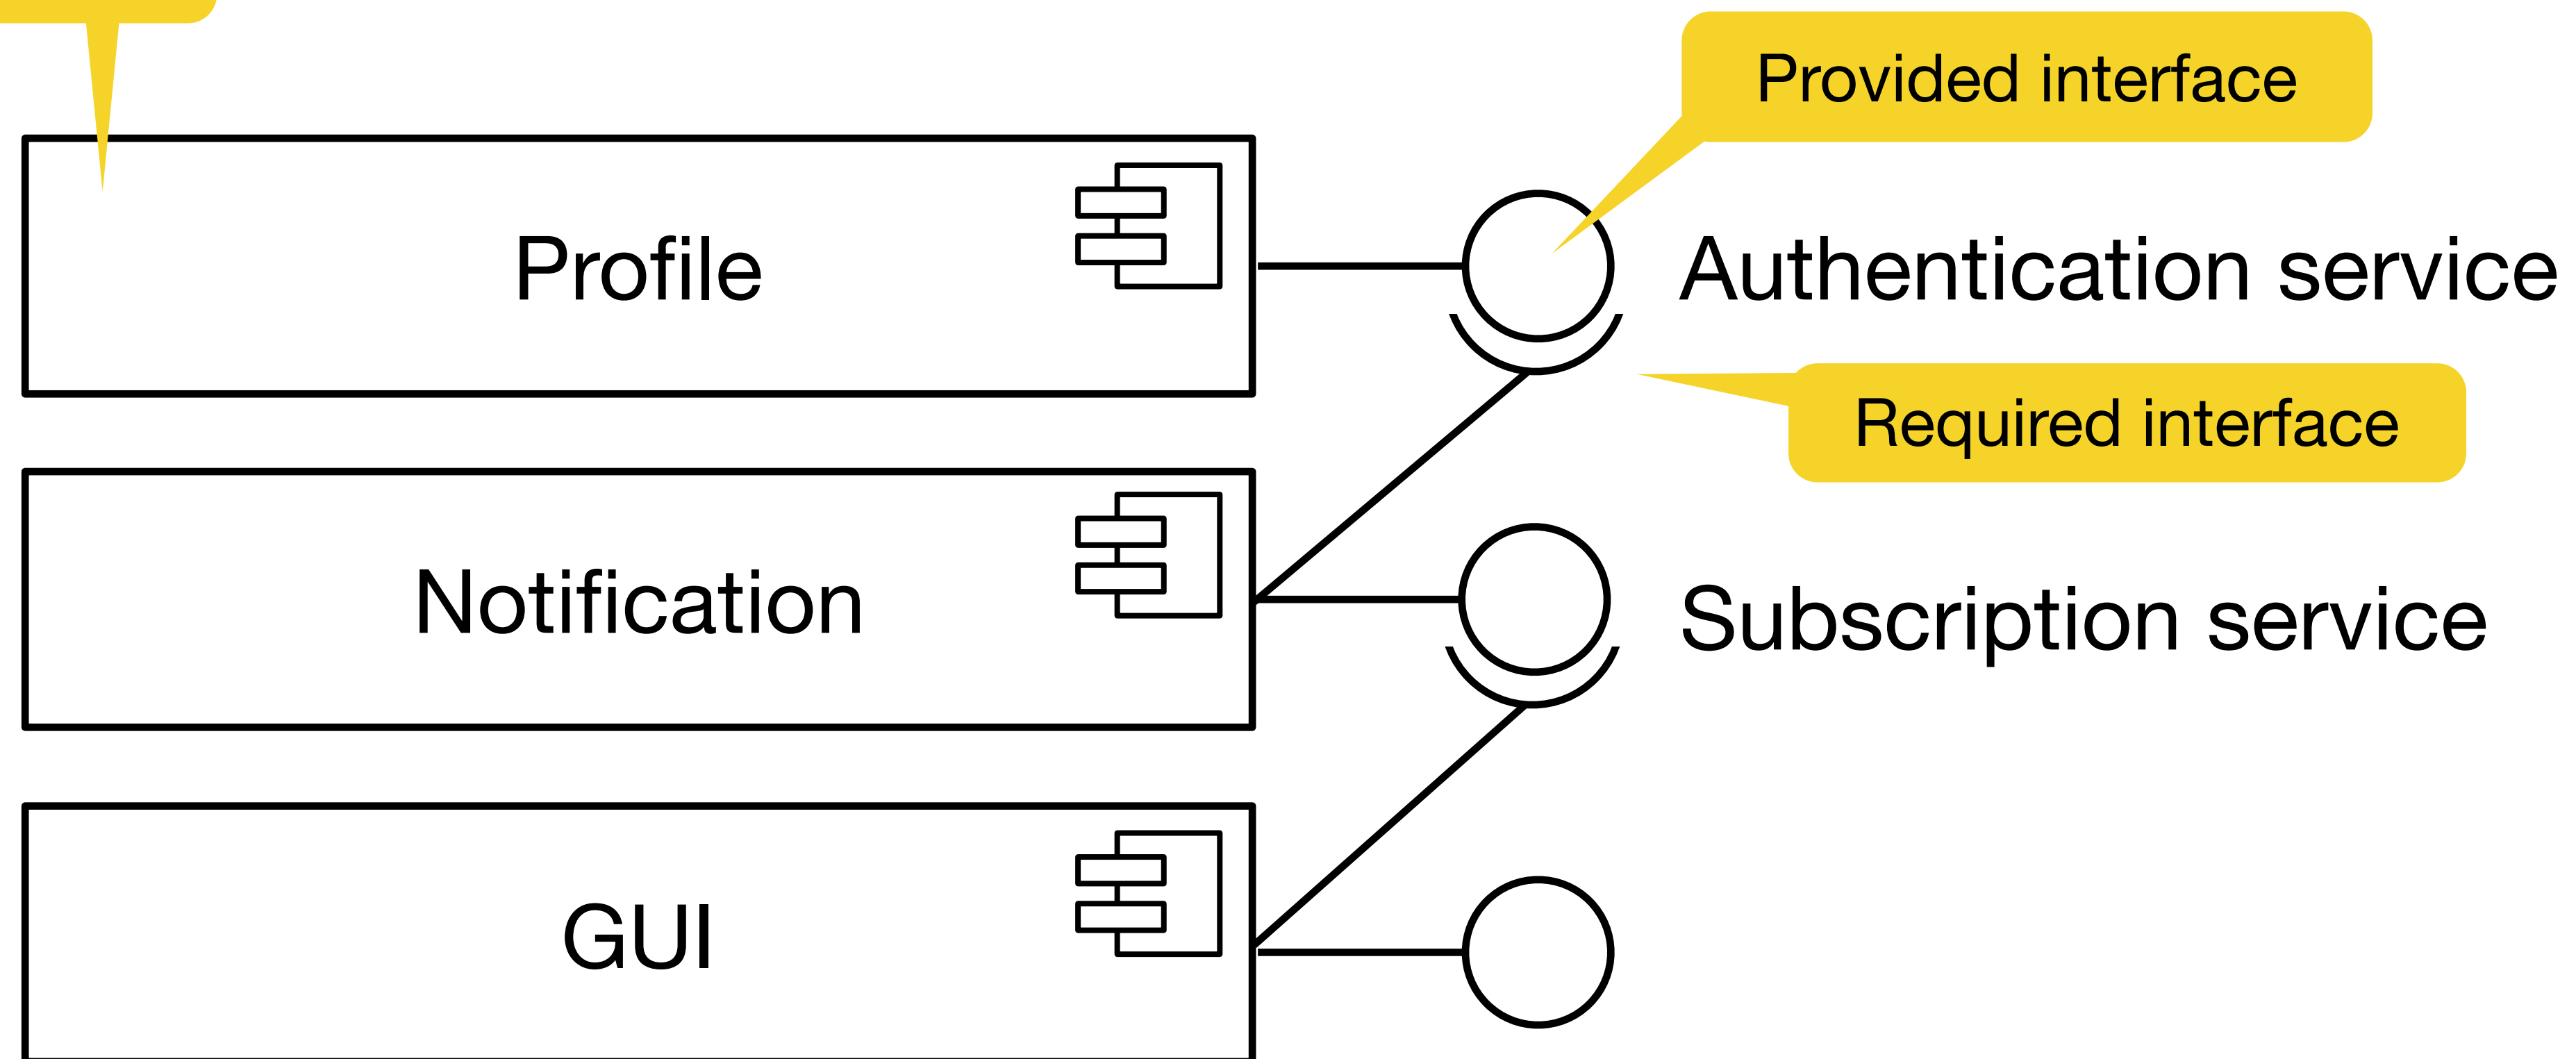 Provided interface
Profile
Authentication service
Required interface
Notification
Subscription service
GUI